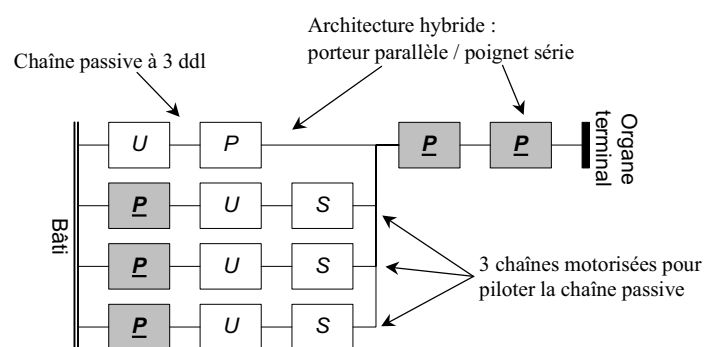 Architecture hybride :
porteur parallèle / poignet série
Chaîne passive à 3 ddl
U P P P
Organe
terminal
P U S
Bâti
P U S
3 chaînes motorisées pour
piloter la chaîne passive
P U S